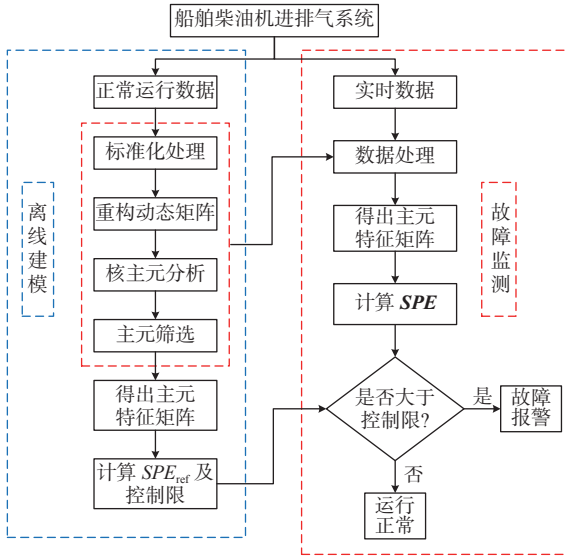 船舶柴油机进排气系统
正常运行数据
标准化处理
重构动态矩阵
核主元分析
主元筛选
得出主元
特征矩阵
计算 SPEref 及
控制限
离
线
建
模
实时数据
数据处理
得出主元
特征矩阵
计算 SPE
是否大于
控制限?
是
故障
报警
否
运行
正常
故
障
监
测